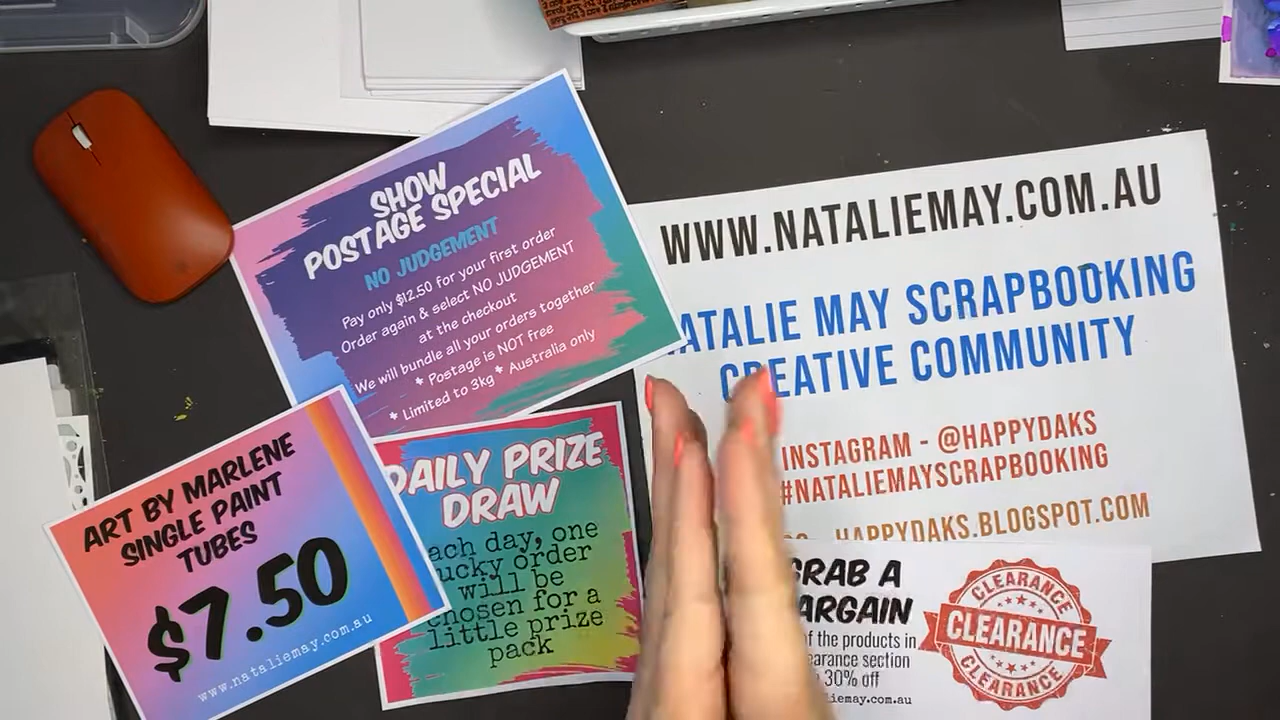 SHOW
POSTAGE SPECIAL
NO JUDGEMENT
Pay only $12.50 for your first order
Order again & select NO JUDGEMENT
at the checkout
We will bundle all your orders together
* Postage is NOT free
* Limited to 3kg * Australia only
WWW.NATALIEMAY.COM.AU
NATALIE MAY SCRAPBOOKING
CREATIVE COMMUNITY
INSTAGRAM - @HAPPYDAKS
#NATALIEMAYSCRAPBOOKING
HAPPYDAKS.BLOGSPOT.COM
ART BY MARLENE
SINGLE PAINT
TUBES
$7.50
www.nataliemay.com.au
DAILY PRIZE
DRAW
each day, one
lucky order
will be
chosen for a
little prize
pack
GRAB A
BARGAIN
of the products in
clearance section
30% off
CLEARANCE
CLEARANCE
CLEARANCE